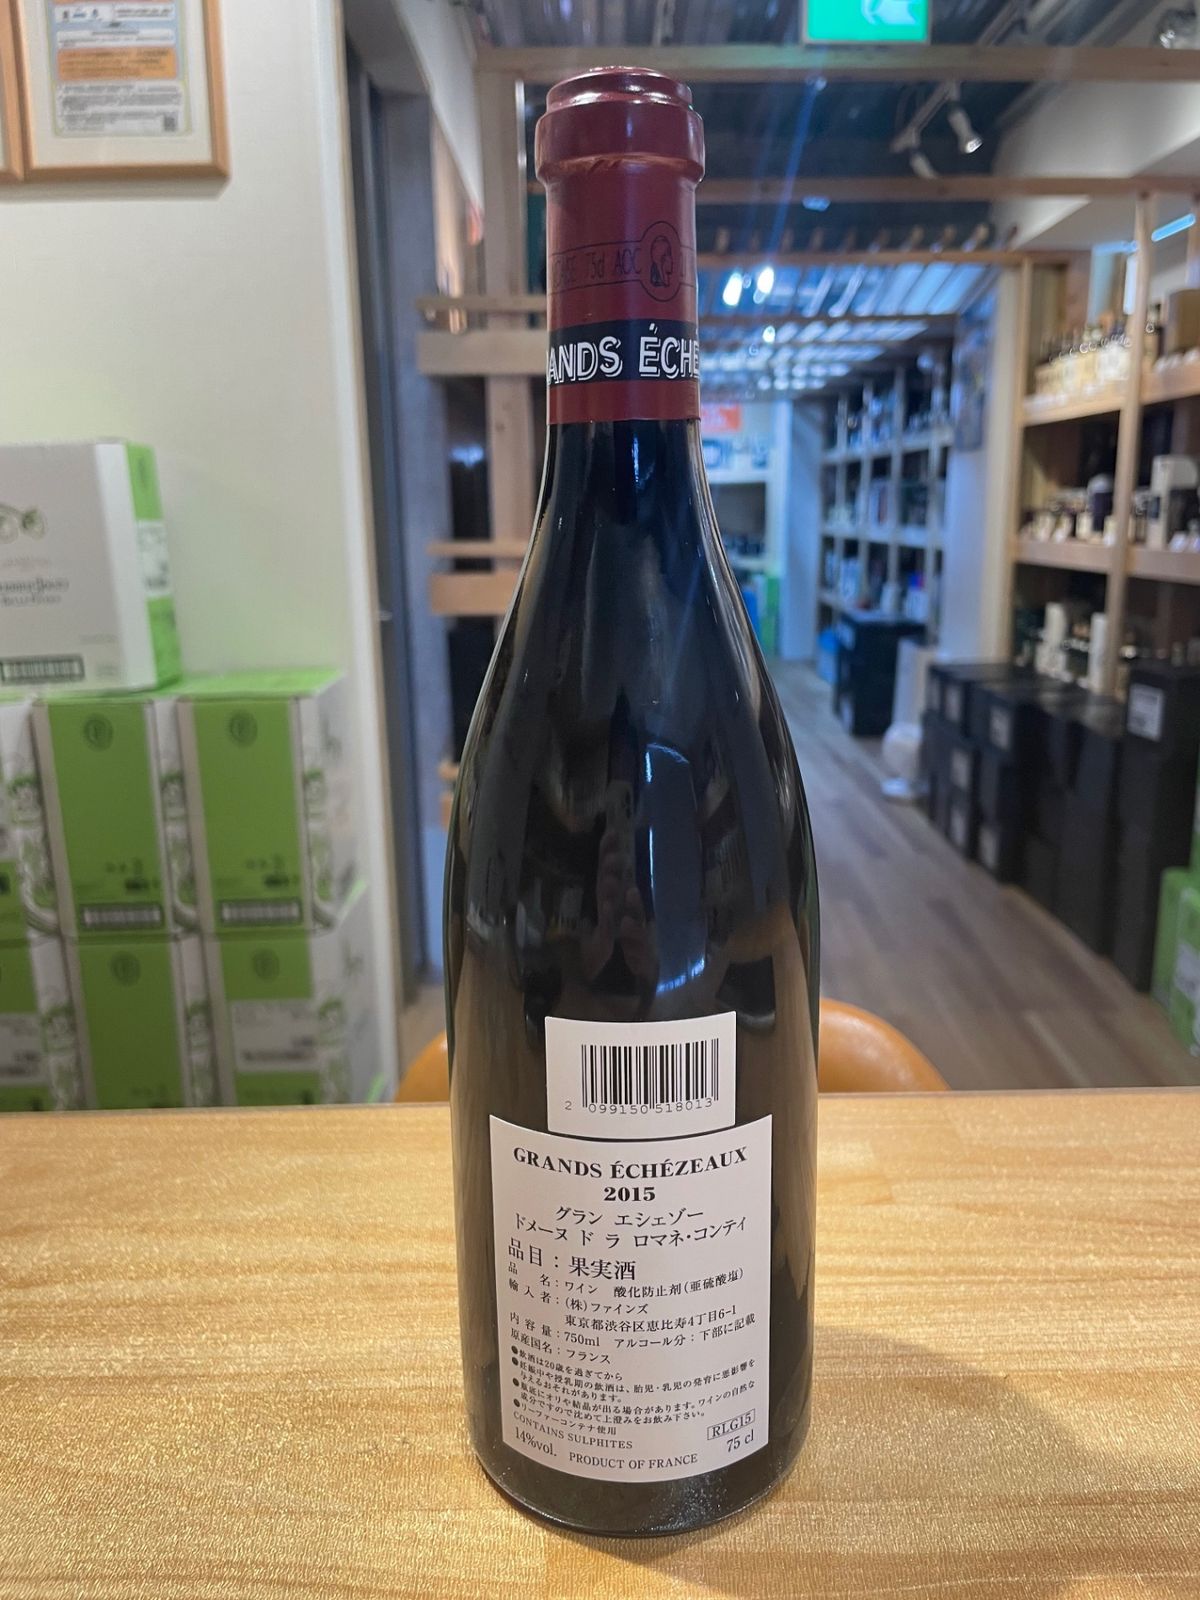 ANDS ÉCHÉ
2 099150 518013
GRANDS ÉCHÉZEAUX
2015
グラン エシェゾー
ドメーヌ ド ラ ロマネ・コンティ
品目：果実酒
品 名：ワイン 酸化防止剤（亜硫酸塩）
輸入者：（株）ファインズ
東京都渋谷区恵比寿4丁目6-1
内容量：750ml アルコール分：下部に記載
原産国名：フランス
●飲酒は20歳を過ぎてから
●妊娠中や授乳期の飲酒は、胎児・乳児の発育に悪影響を
与えるおそれがあります。
●瓶底にオリや結晶が出る場合があります。ワインの自然な
成分ですので沈めて上澄みをお飲み下さい。
●リーファーコンテナ使用
CONTAINS SULPHITES
RLG15
14%vol. PRODUCT OF FRANCE 75 cl